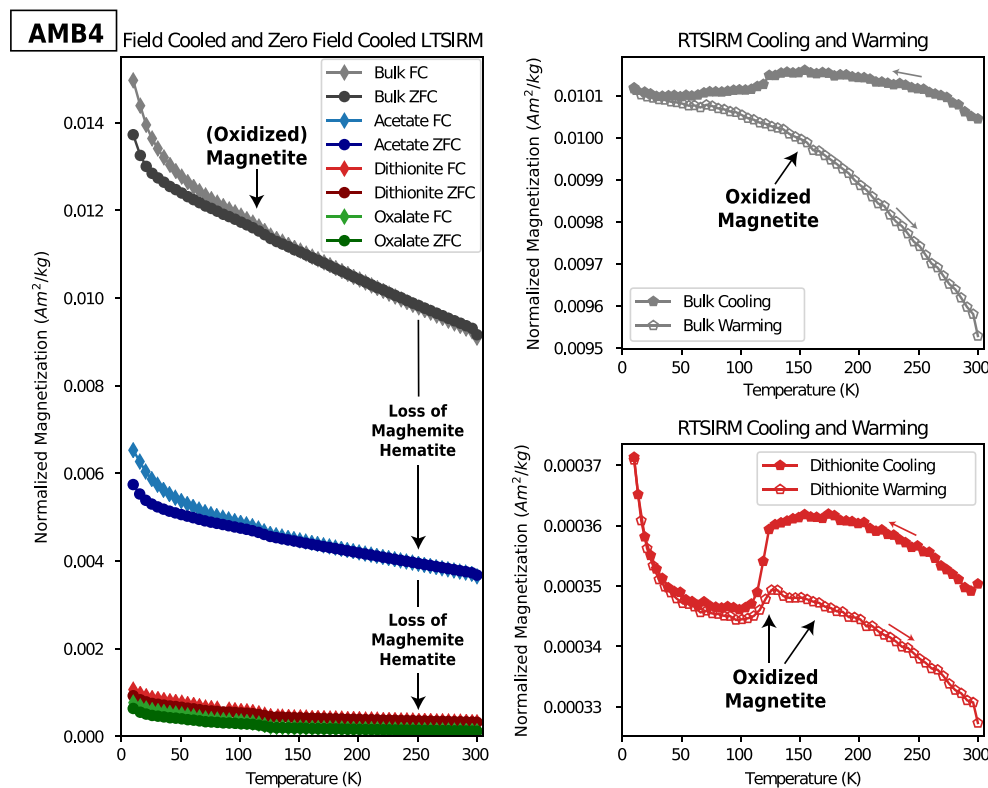 AMB4
Field Cooled and Zero Field Cooled LTSIRM
Normalized Magnetization (Am²/kg)
0.014
0.012
0.010
0.008
0.006
0.004
0.002
0.000
Bulk FC
Bulk ZFC
Acetate FC
Acetate ZFC
Dithionite FC
Dithionite ZFC
Oxalate FC
Oxalate ZFC
(Oxidized)
Magnetite
Loss of
Maghemite
Hematite
Loss of
Maghemite
Hematite
0 50 100 150 200 250 300
Temperature (K)
RTSIRM Cooling and Warming
Normalized Magnetization (Am²/kg)
0.0101
0.0100
0.0099
0.0098
0.0097
0.0096
0.0095
Oxidized
Magnetite
Bulk Cooling
Bulk Warming
0 50 100 150 200 250 300
Temperature (K)
RTSIRM Cooling and Warming
Normalized Magnetization (Am²/kg)
0.00037
0.00036
0.00035
0.00034
0.00033
Dithionite Cooling
Dithionite Warming
Oxidized
Magnetite
0 50 100 150 200 250 300
Temperature (K)